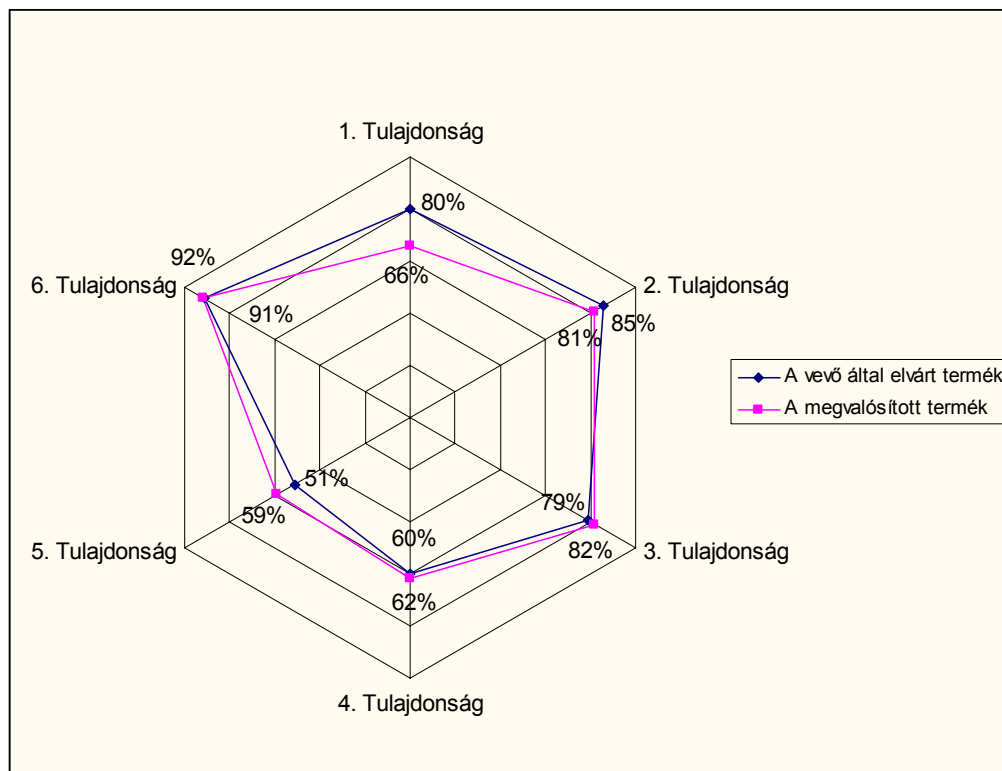 1. Tulajdonság
80%
92%
66%
6. Tulajdonság
2. Tulajdonság
91%
85%
81%
A vevő által elvárt termék
A megvalósított termék
51%
79%
59%
60%
5. Tulajdonság
82%
3. Tulajdonság
62%
4. Tulajdonság